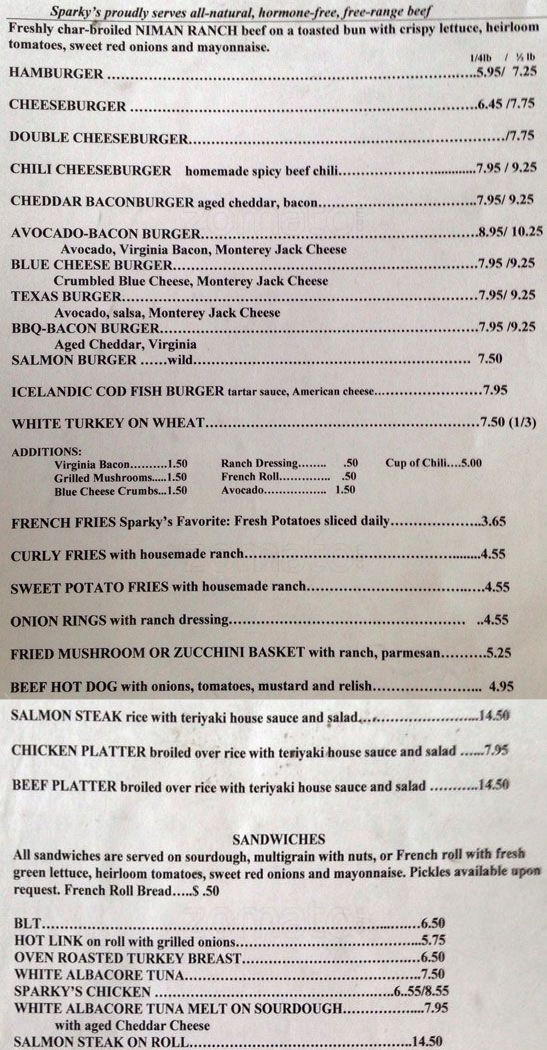 Sparky's proudly serves all-natural, hormone-free, free-range beef
Freshly char-broiled NIMAN RANCH beef on a toasted bun with crispy lettuce, heirloom
tomatoes, sweet red onions and mayonnaise.
1/4lb / ½ lb
HAMBURGER ....................5.95/ 7.25
CHEESEBURGER ....................6.45 /7.75
DOUBLE CHEESEBURGER..................../7.75
CHILI CHEESEBURGER homemade spicy beef chili....................7.95 / 9.25
CHEDDAR BACONBURGER aged cheddar, bacon....................7.95/ 9.25
AVOCADO-BACON BURGER....................8.95/ 10.25
Avocado, Virginia Bacon, Monterey Jack Cheese
BLUE CHEESE BURGER....................7.95 /9.25
Crumbled Blue Cheese, Monterey Jack Cheese
TEXAS BURGER....................7.95/ 9.25
Avocado, salsa, Monterey Jack Cheese
BBQ-BACON BURGER....................7.95 /9.25
Aged Cheddar, Virginia
SALMON BURGER ......wild.................... 7.50
ICELANDIC COD FISH BURGER tartar sauce, American cheese....................7.95
WHITE TURKEY ON WHEAT....................7.50 (1/3)
ADDITIONS:
Virginia Bacon..........1.50 Ranch Dressing........ .50 Cup of Chili....5.00
Grilled Mushrooms.....1.50 French Roll.............. .50
Blue Cheese Crumbs...1.50 Avocado................. 1.50
FRENCH FRIES Sparky's Favorite: Fresh Potatoes sliced daily....................3.65
CURLY FRIES with housemade ranch....................4.55
SWEET POTATO FRIES with housemade ranch....................4.55
ONION RINGS with ranch dressing.................... ..4.55
FRIED MUSHROOM OR ZUCCHINI BASKET with ranch, parmesan.........5.25
BEEF HOT DOG with onions, tomatoes, mustard and relish.................... 4.95
SALMON STEAK rice with teriyaki house sauce and salad....................14.50
CHICKEN PLATTER broiled over rice with teriyaki house sauce and salad ......7.95
BEEF PLATTER broiled over rice with teriyaki house sauce and salad ...........14.50
SANDWICHES
All sandwiches are served on sourdough, multigrain with nuts, or French roll with fresh
green lettuce, heirloom tomatoes, sweet red onions and mayonnaise. Pickles available upon
request. French Roll Bread.....$ .50
BLT....................6.50
HOT LINK on roll with grilled onions....................5.75
OVEN ROASTED TURKEY BREAST....................6.50
WHITE ALBACORE TUNA....................7.50
SPARKY'S CHICKEN ....................6..55/8.55
WHITE ALBACORE TUNA MELT ON SOURDOUGH....................7.95
with aged Cheddar Cheese
SALMON STEAK ON ROLL....................14.50